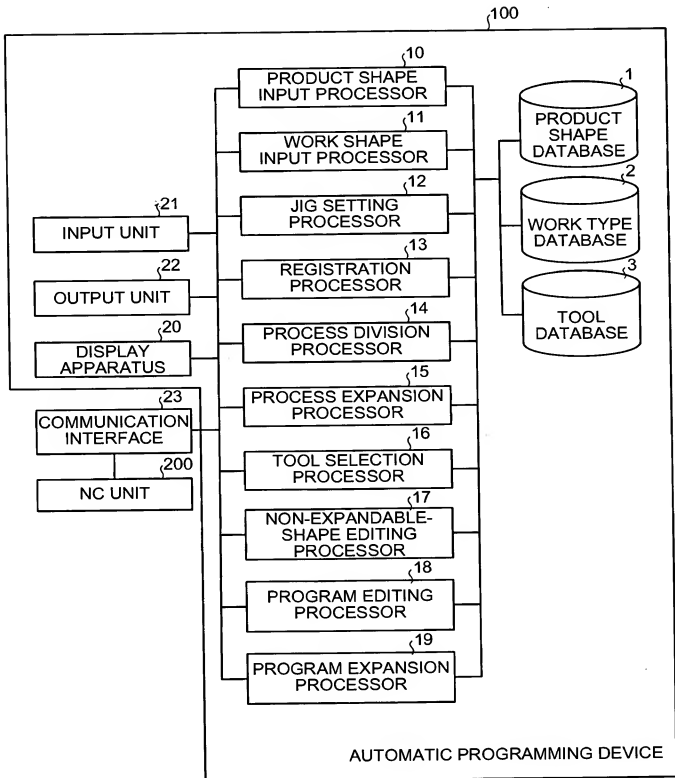 100
10
PRODUCT SHAPE
INPUT PROCESSOR
11
WORK SHAPE
INPUT PROCESSOR
12
JIG SETTING
PROCESSOR
13
REGISTRATION
PROCESSOR
14
PROCESS DIVISION
PROCESSOR
15
PROCESS EXPANSION
PROCESSOR
16
TOOL SELECTION
PROCESSOR
17
NON-EXPANDABLE-
SHAPE EDITING
PROCESSOR
18
PROGRAM EDITING
PROCESSOR
19
PROGRAM EXPANSION
PROCESSOR
21
INPUT UNIT
22
OUTPUT UNIT
20
DISPLAY
APPARATUS
23
COMMUNICATION
INTERFACE
200
NC UNIT
1
PRODUCT
SHAPE
DATABASE
2
WORK TYPE
DATABASE
3
TOOL
DATABASE
AUTOMATIC PROGRAMMING DEVICE